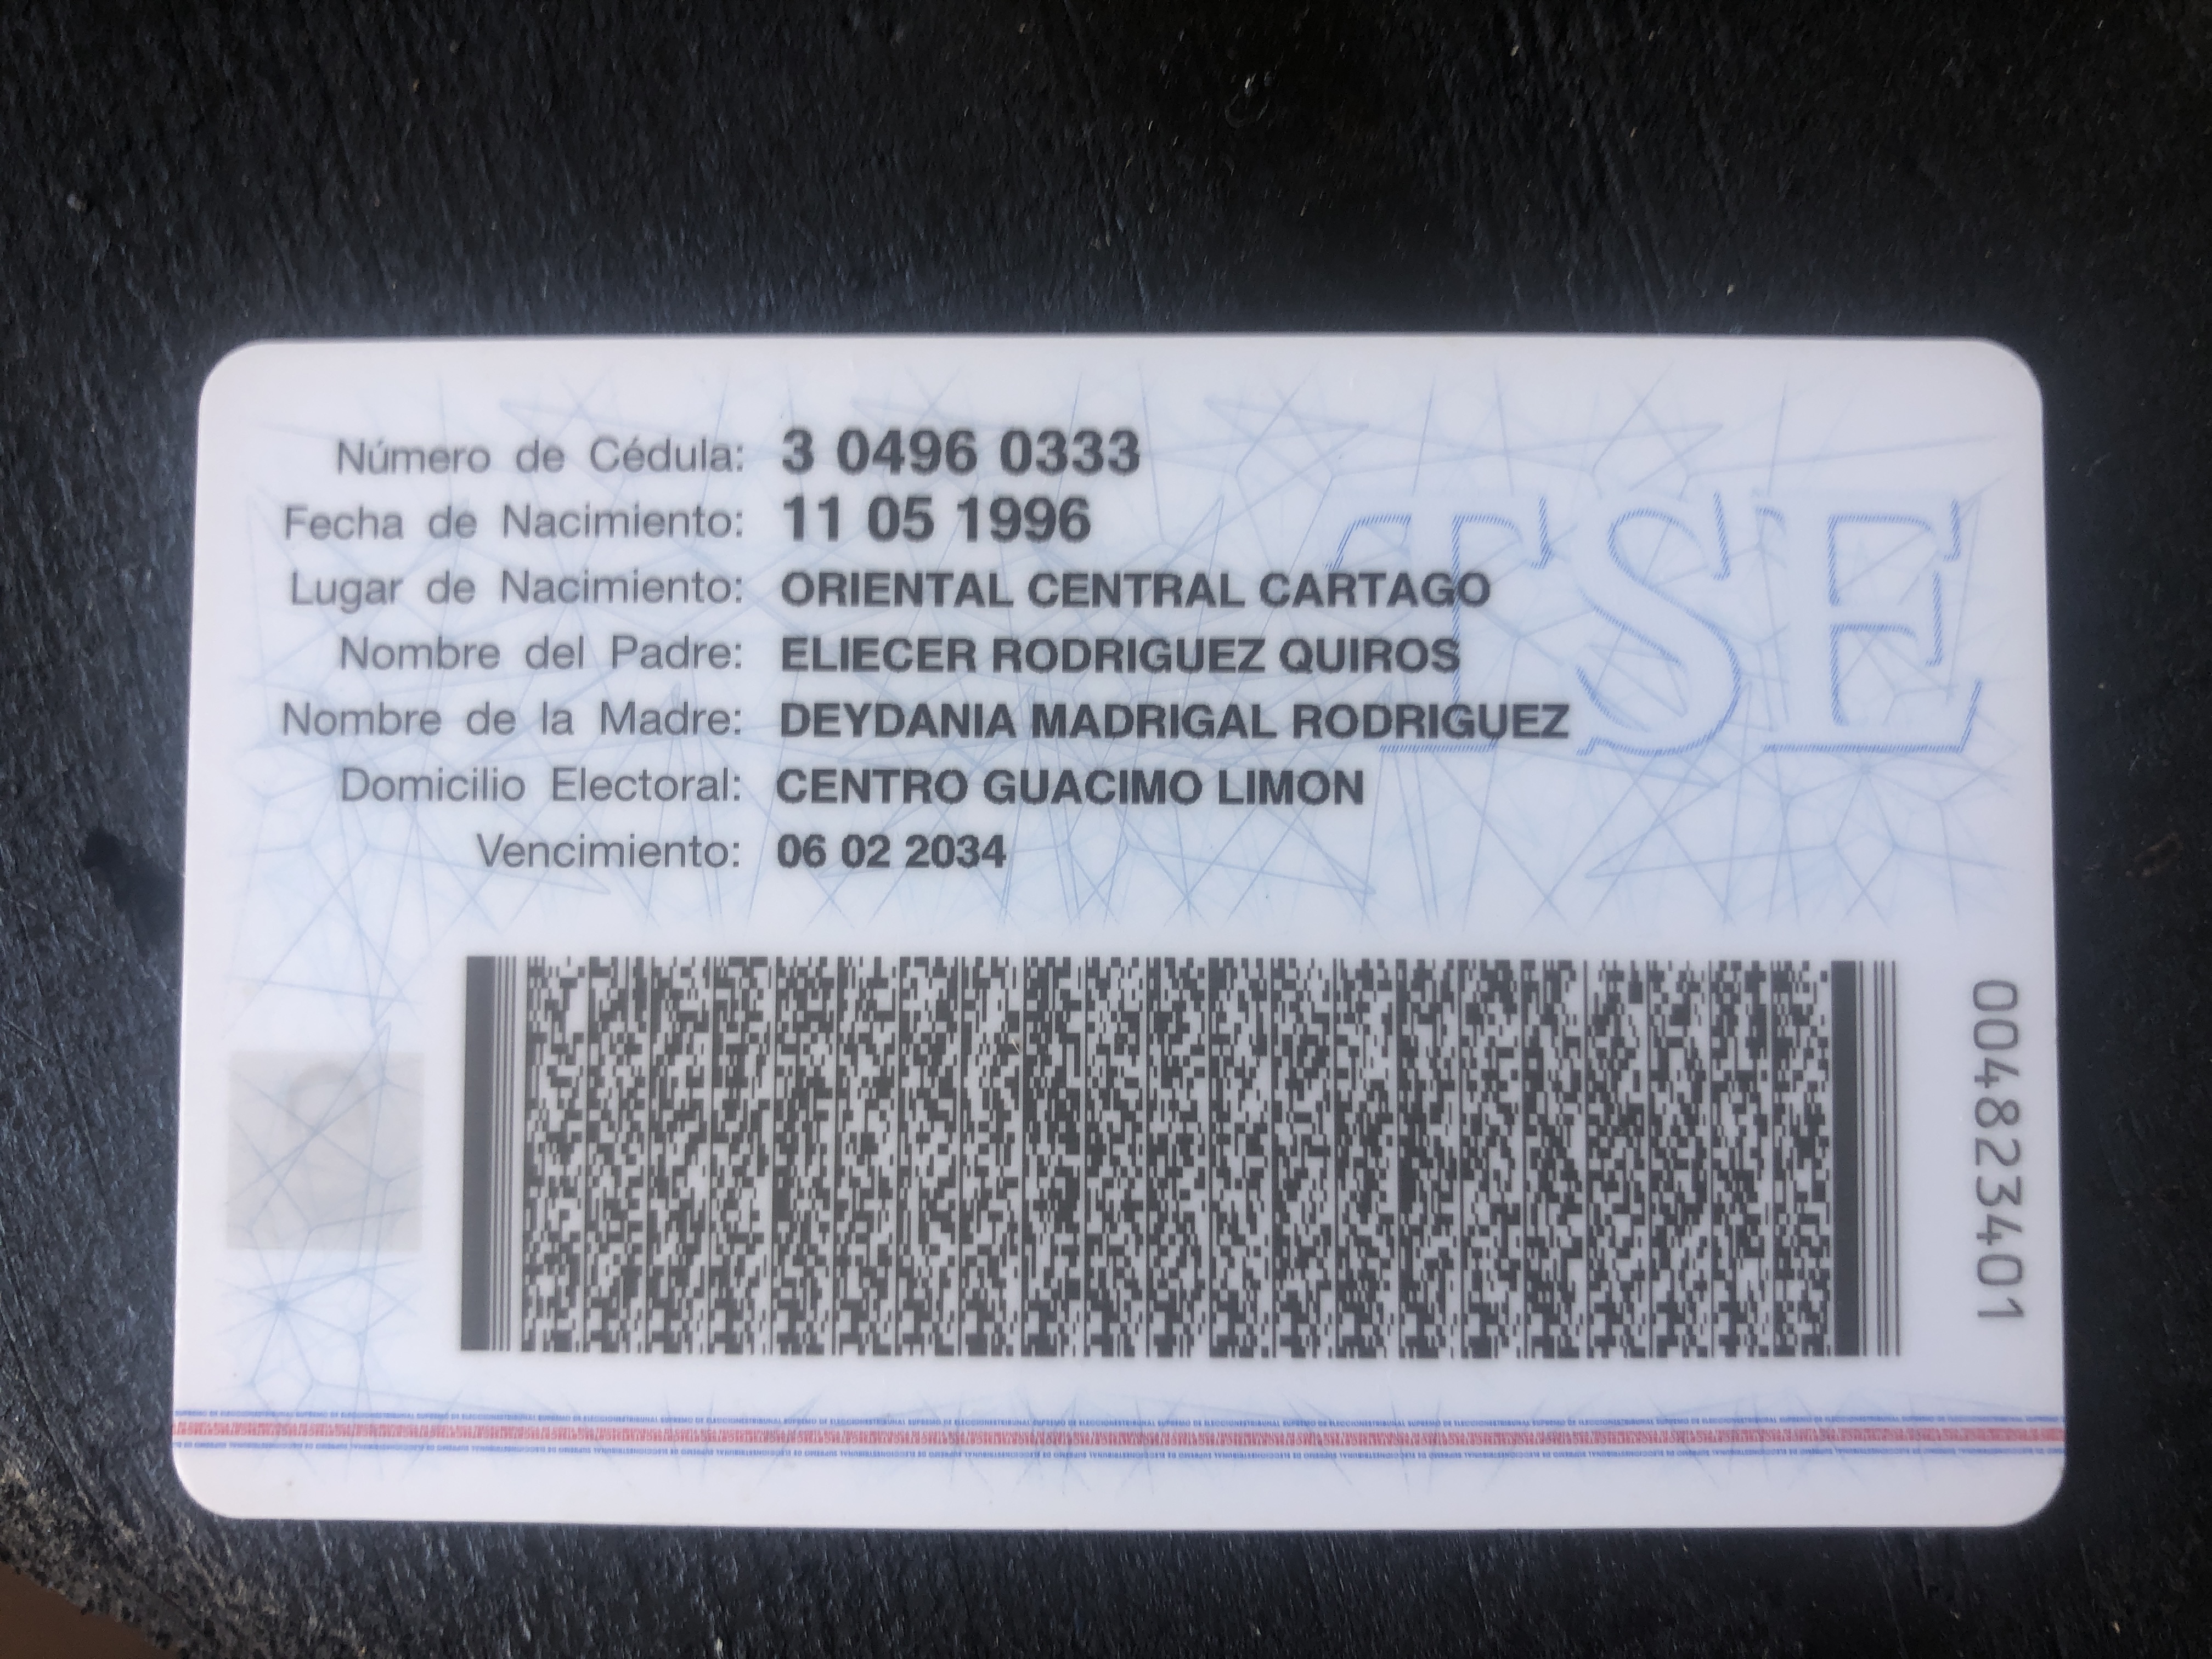 Número de Cédula: 3 0496 0333
Fecha de Nacimiento: 11 05 1996
Lugar de Nacimiento: ORIENTAL CENTRAL CARTAGO
Nombre del Padre: ELIECER RODRIGUEZ QUIROS
Nombre de la Madre: DEYDANIA MADRIGAL RODRIGUEZ
Domicilio Electoral: CENTRO GUACIMO LIMON
Vencimiento: 06 02 2034
TSE
004823401